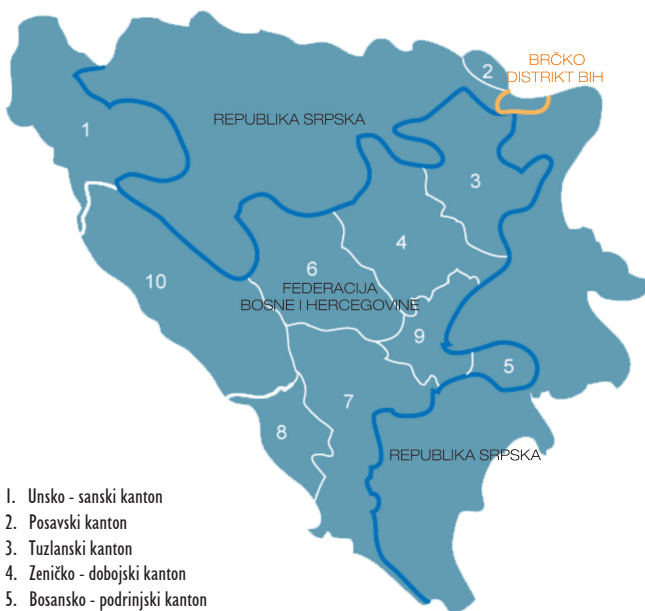 BRČKO
DISTRIKT BIH
2
REPUBLIKA SRPSKA
1
3
4
6
10
FEDERACIJA
BOSNE I HERCEGOVINE
9
5
7
8
REPUBLIKA SRPSKA
1. Unsko - sanski kanton
2. Posavski kanton
3. Tuzlanski kanton
4. Zeničko - dobojski kanton
5. Bosansko - podrinjski kanton